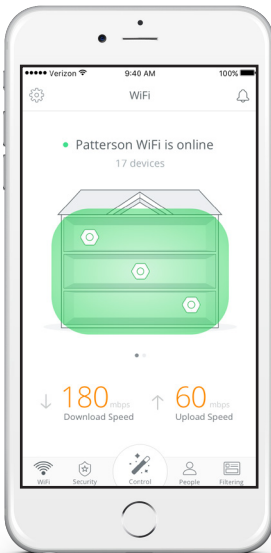 Verizon 9:40 AM 100%
WiFi
Patterson WiFi is online
17 devices
180 mbps 60 mbps
Download Speed Upload Speed
WiFi Security Control People Filtering